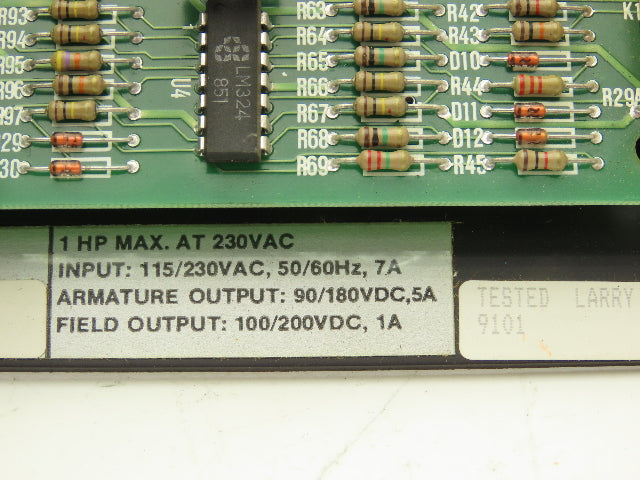 R93
R94
R95
R96
R97
U4
LM324
851
R63
R64
R65
R66
R67
R68
R69
R42
R43
D10
R44
D11
D12
R45
R29
1 HP MAX. AT 230VAC
INPUT: 115/230VAC, 50/60Hz, 7A
ARMATURE OUTPUT: 90/180VDC,5A
FIELD OUTPUT: 100/200VDC, 1A
TESTED LARRY
9101